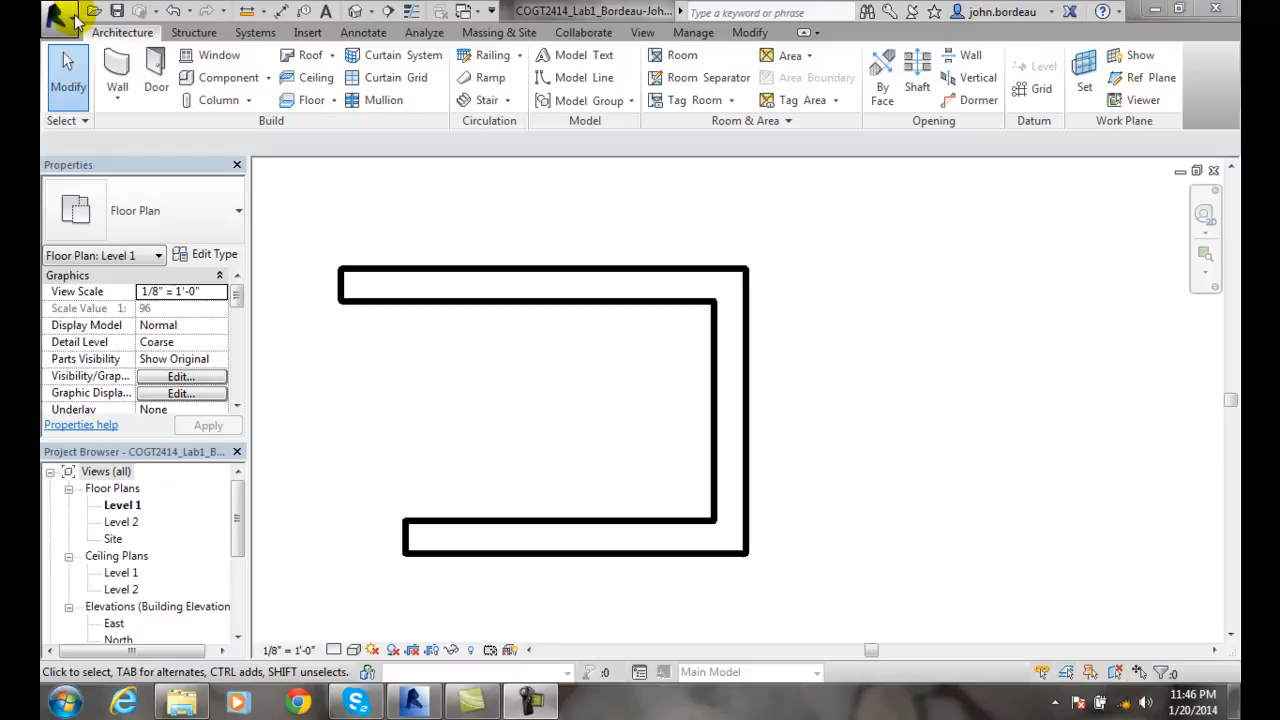 COGT2414_Lab1_Bordeau-Joh...
Type a keyword or phrase
john.bordeau
Architecture Structure Systems Insert Annotate Analyze Massing & Site Collaborate View Manage Modify
Modify
Wall
Door
Window
Component
Column
Roof
Ceiling
Floor
Curtain System
Curtain Grid
Mullion
Railing
Ramp
Stair
Model Text
Model Line
Model Group
Room
Room Separator
Tag Room
Area
Area Boundary
Tag Area
By Face
Shaft
Wall
Vertical
Dormer
Level
Grid
Set
Show
Ref Plane
Viewer
Select Build Circulation Model Room & Area Opening Datum Work Plane
Properties
Floor Plan
Floor Plan: Level 1
Edit Type
Graphics
View Scale 1/8" = 1'-0"
Scale Value 1: 96
Display Model Normal
Detail Level Coarse
Parts Visibility Show Original
Visibility/Grap... Edit...
Graphic Displa... Edit...
Underlay None
Properties help
Apply
Project Browser - COGT2414_Lab1_B...
Views (all)
Floor Plans
Level 1
Level 2
Site
Ceiling Plans
Level 1
Level 2
Elevations (Building Elevation
East
North
2D
1/8" = 1'-0"
Click to select, TAB for alternates, CTRL adds, SHIFT unselects.
:0
Main Model
:0
11:46 PM
1/20/2014